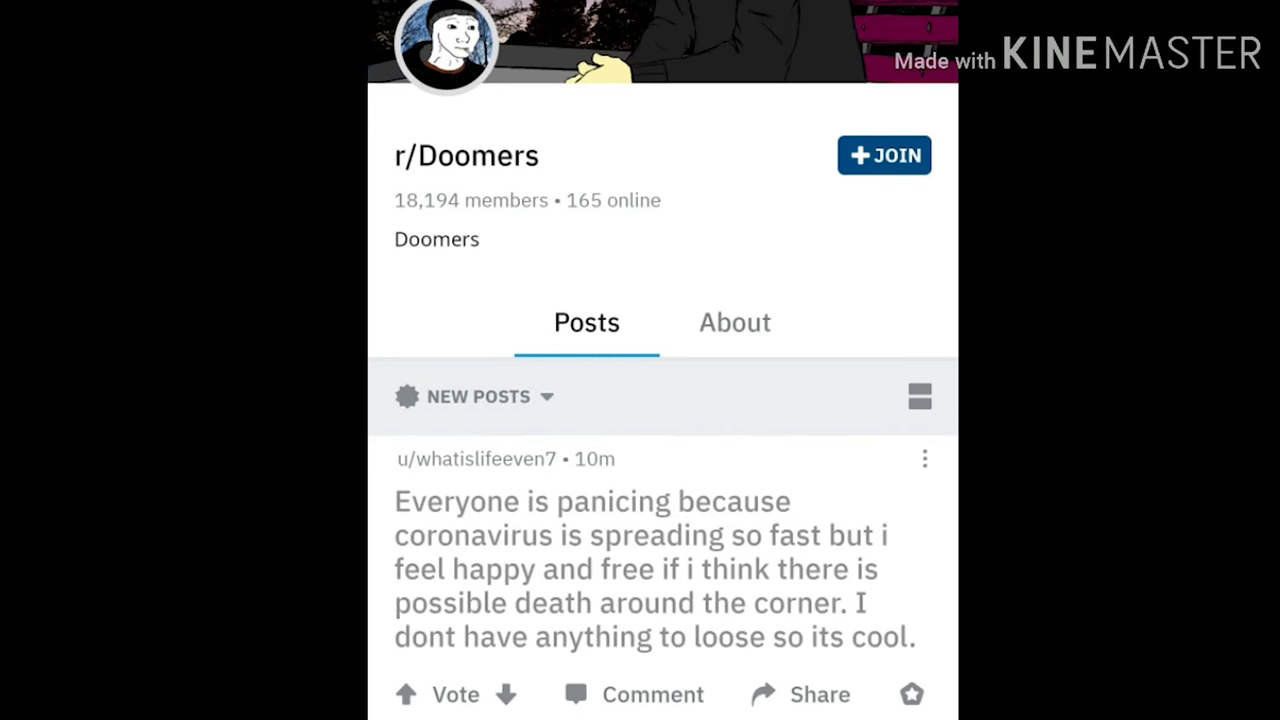 Made with KINEMASTER
r/Doomers
JOIN
18,194 members • 165 online
Doomers
Posts About
NEW POSTS
u/whatislifeeven7 • 10m
Everyone is panicing because
coronavirus is spreading so fast but i
feel happy and free if i think there is
possible death around the corner. I
dont have anything to loose so its cool.
Vote Comment Share